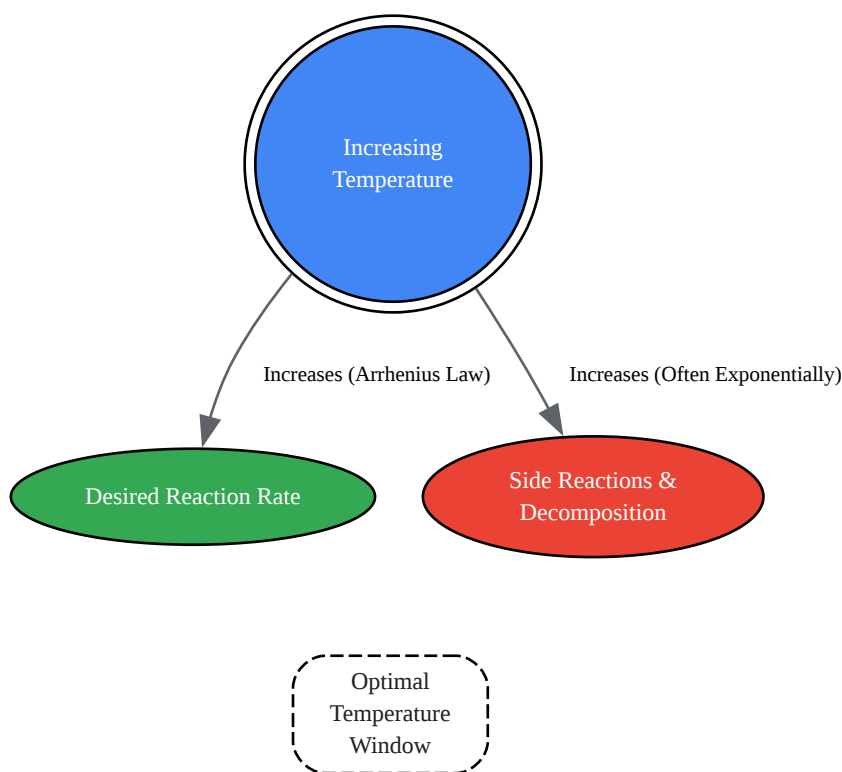 Increasing
Temperature
Increases (Arrhenius Law)
Increases (Often Exponentially)
Desired Reaction Rate
Side Reactions &
Decomposition
Optimal
Temperature
Window